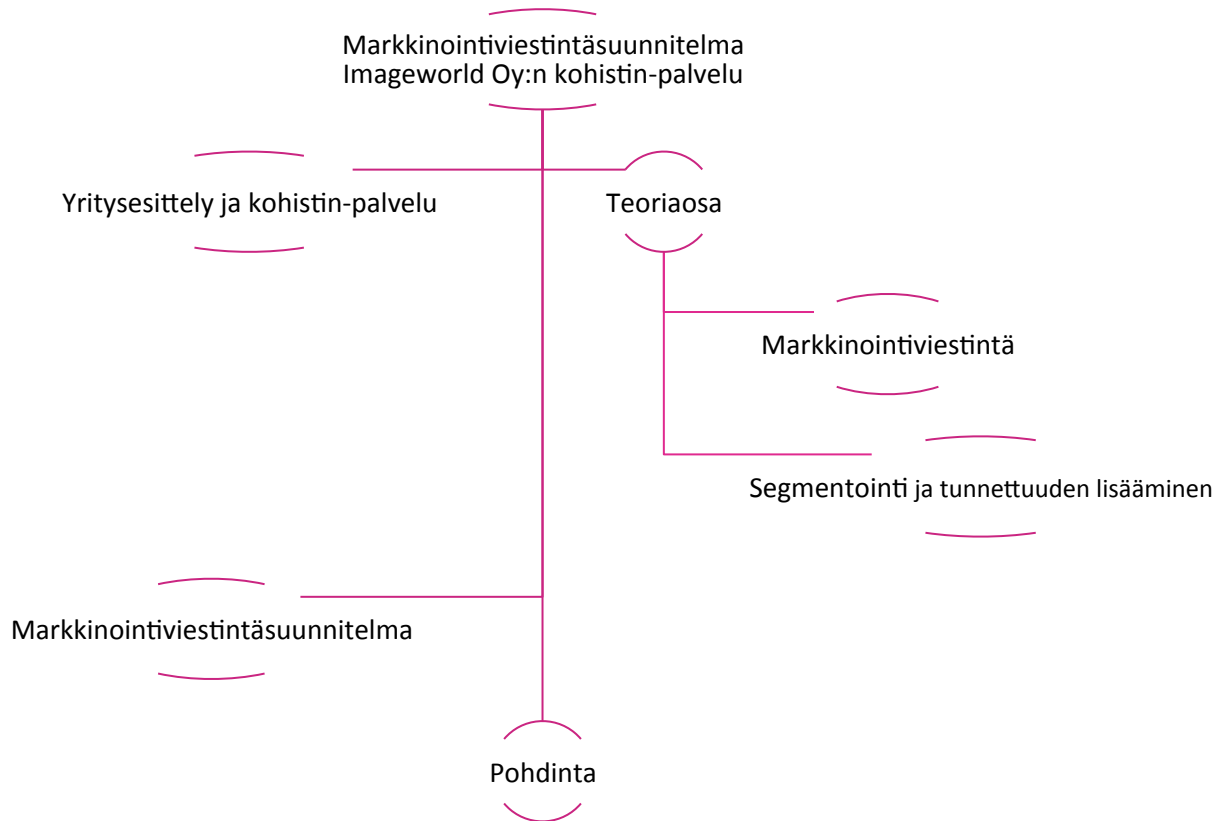 Markkinointiviestintäsuunnitelma
Imageworld Oy:n kohistin-palvelu
Yritysesittely ja kohistin-palvelu
Teoriaosa
Markkinointiviestintä
Segmentointi ja tunnettuuden lisääminen
Markkinointiviestintäsuunnitelma
Pohdinta